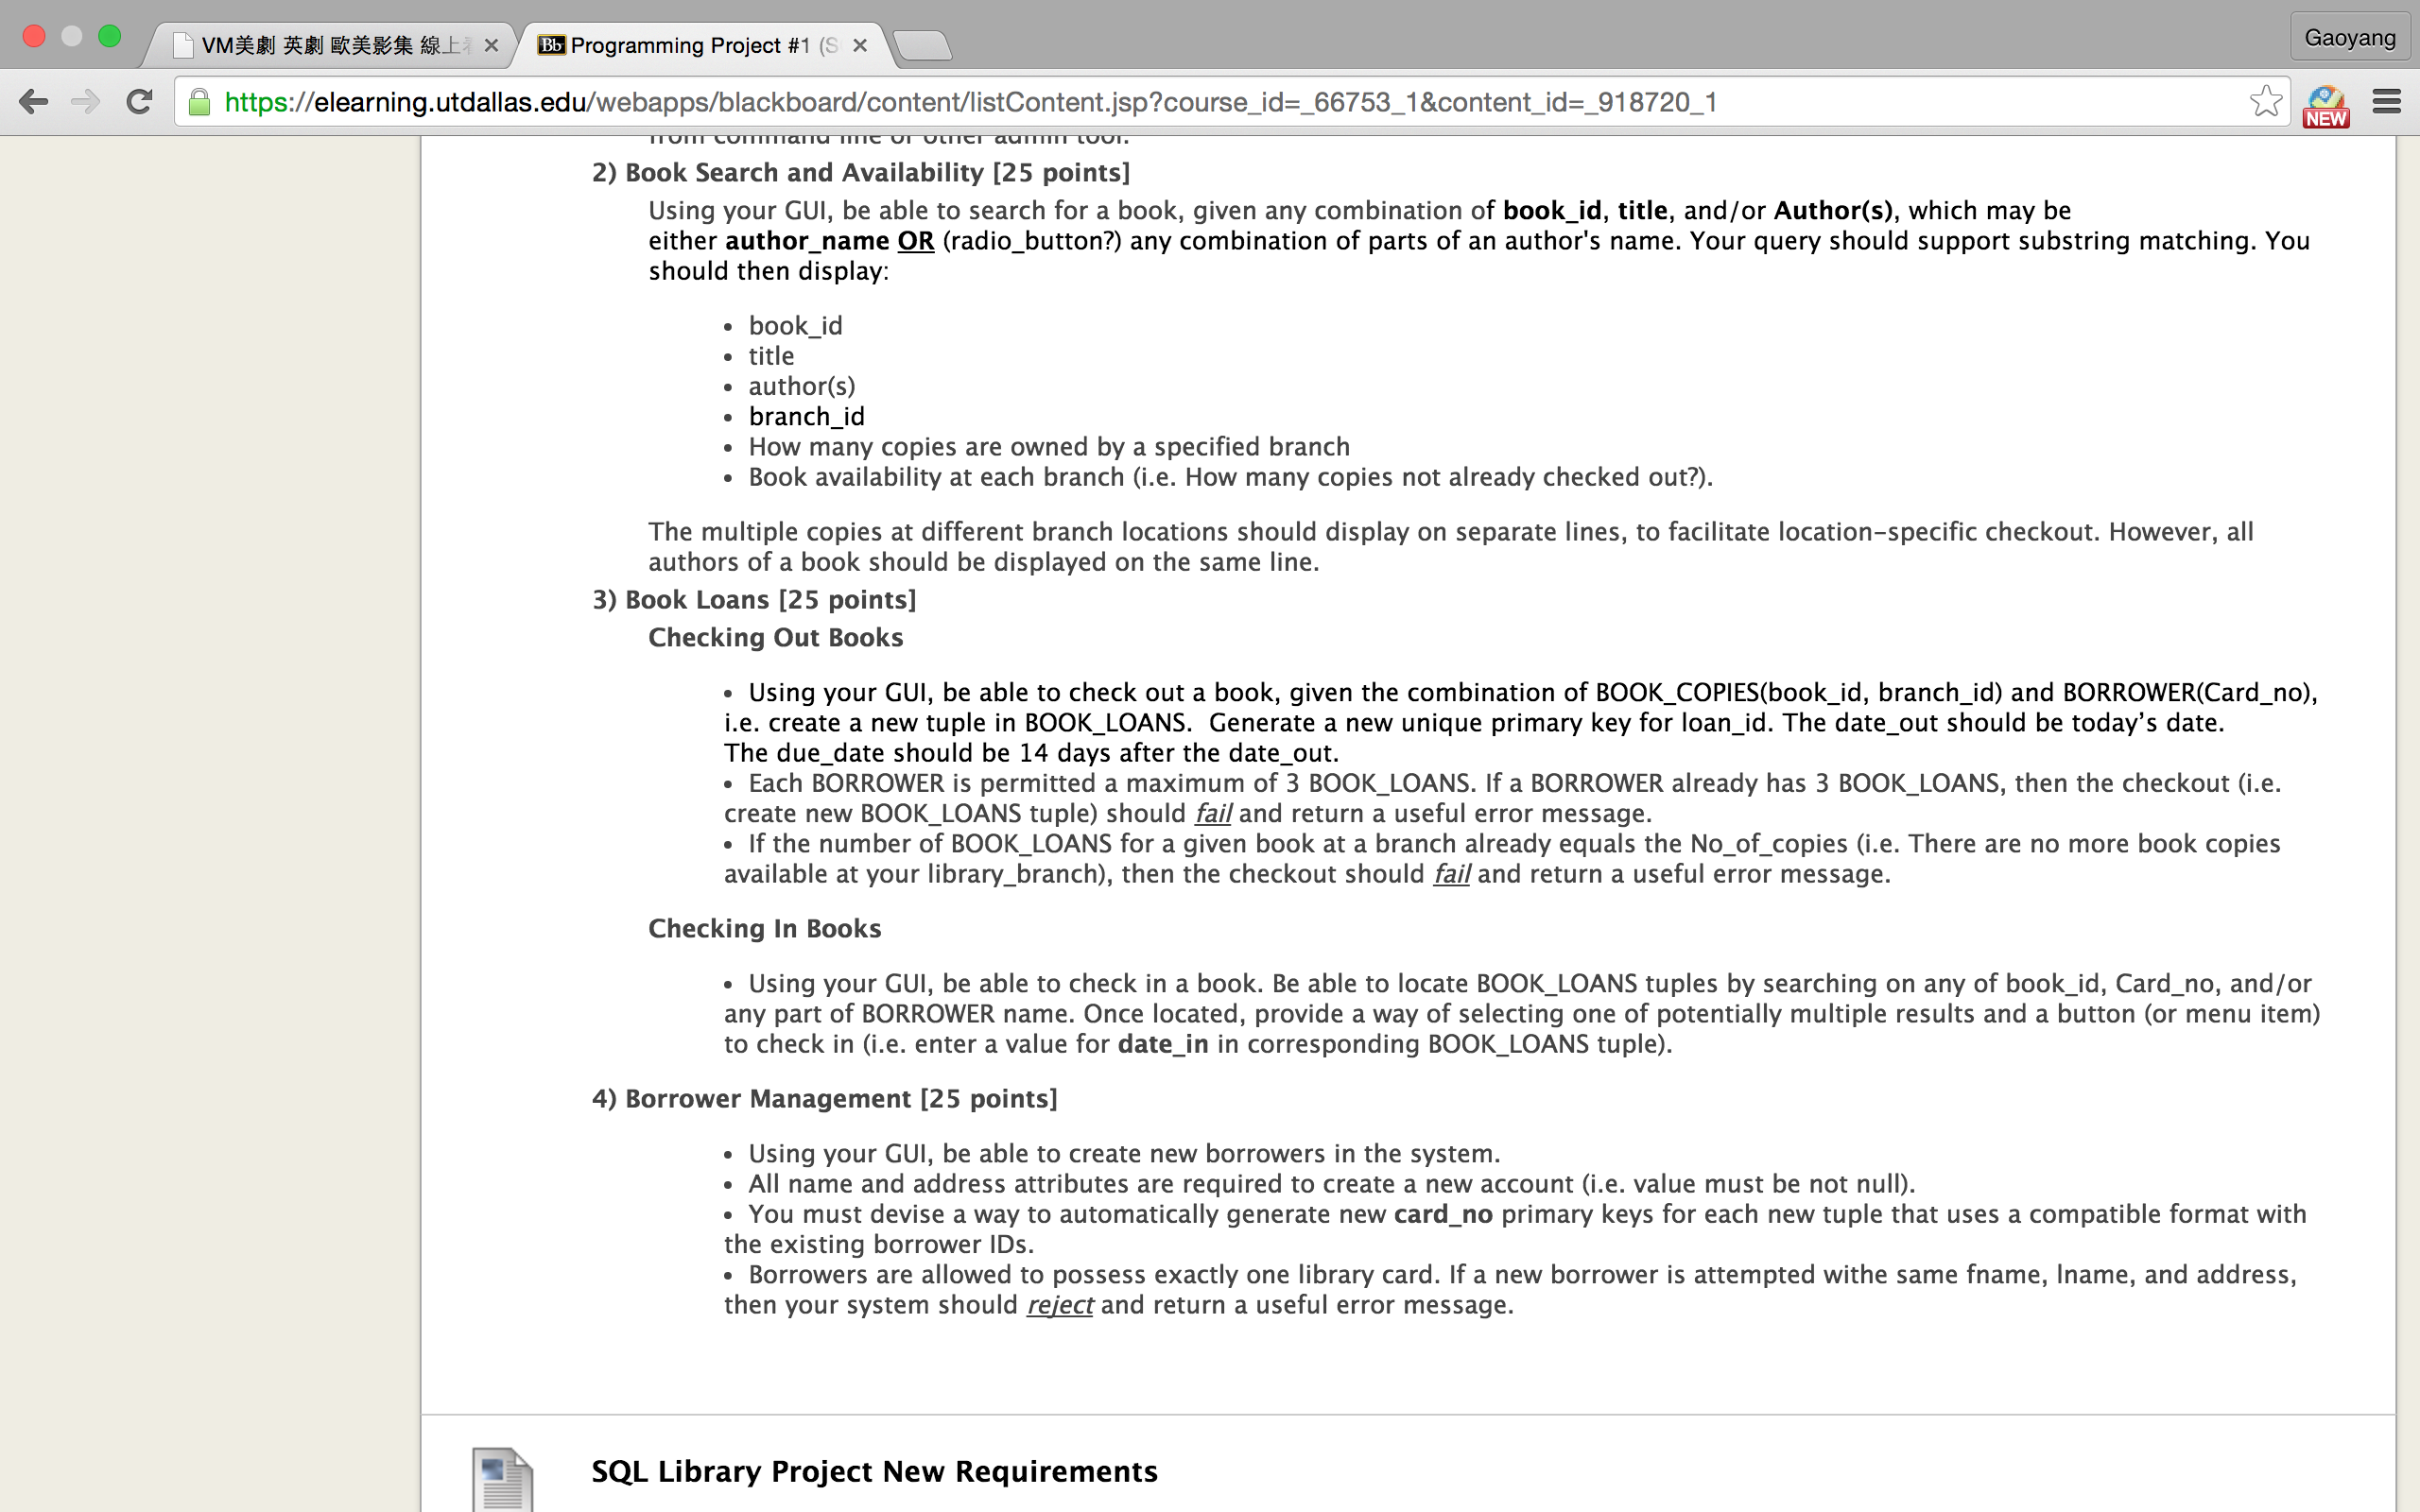 VM美劇 英劇 歐美影集 線上
Programming Project #1 (S
Gaoyang
https://elearning.utdallas.edu/webapps/blackboard/content/listContent.jsp?course_id=_66753_1&content_id=_918720_1
NEW
from command line or other admin tool.
2) Book Search and Availability [25 points]
Using your GUI, be able to search for a book, given any combination of book_id, title, and/or Author(s), which may be
either author_name OR (radio_button?) any combination of parts of an author's name. Your query should support substring matching. You
should then display:
• book_id
• title
• author(s)
• branch_id
• How many copies are owned by a specified branch
• Book availability at each branch (i.e. How many copies not already checked out?).
The multiple copies at different branch locations should display on separate lines, to facilitate location-specific checkout. However, all
authors of a book should be displayed on the same line.
3) Book Loans [25 points]
Checking Out Books
• Using your GUI, be able to check out a book, given the combination of BOOK_COPIES(book_id, branch_id) and BORROWER(Card_no),
i.e. create a new tuple in BOOK_LOANS.  Generate a new unique primary key for loan_id. The date_out should be today’s date.
The due_date should be 14 days after the date_out.
• Each BORROWER is permitted a maximum of 3 BOOK_LOANS. If a BORROWER already has 3 BOOK_LOANS, then the checkout (i.e.
create new BOOK_LOANS tuple) should fail and return a useful error message.
• If the number of BOOK_LOANS for a given book at a branch already equals the No_of_copies (i.e. There are no more book copies
available at your library_branch), then the checkout should fail and return a useful error message.
Checking In Books
• Using your GUI, be able to check in a book. Be able to locate BOOK_LOANS tuples by searching on any of book_id, Card_no, and/or
any part of BORROWER name. Once located, provide a way of selecting one of potentially multiple results and a button (or menu item)
to check in (i.e. enter a value for date_in in corresponding BOOK_LOANS tuple).
4) Borrower Management [25 points]
• Using your GUI, be able to create new borrowers in the system.
• All name and address attributes are required to create a new account (i.e. value must be not null).
• You must devise a way to automatically generate new card_no primary keys for each new tuple that uses a compatible format with
the existing borrower IDs.
• Borrowers are allowed to possess exactly one library card. If a new borrower is attempted withe same fname, lname, and address,
then your system should reject and return a useful error message.
SQL Library Project New Requirements